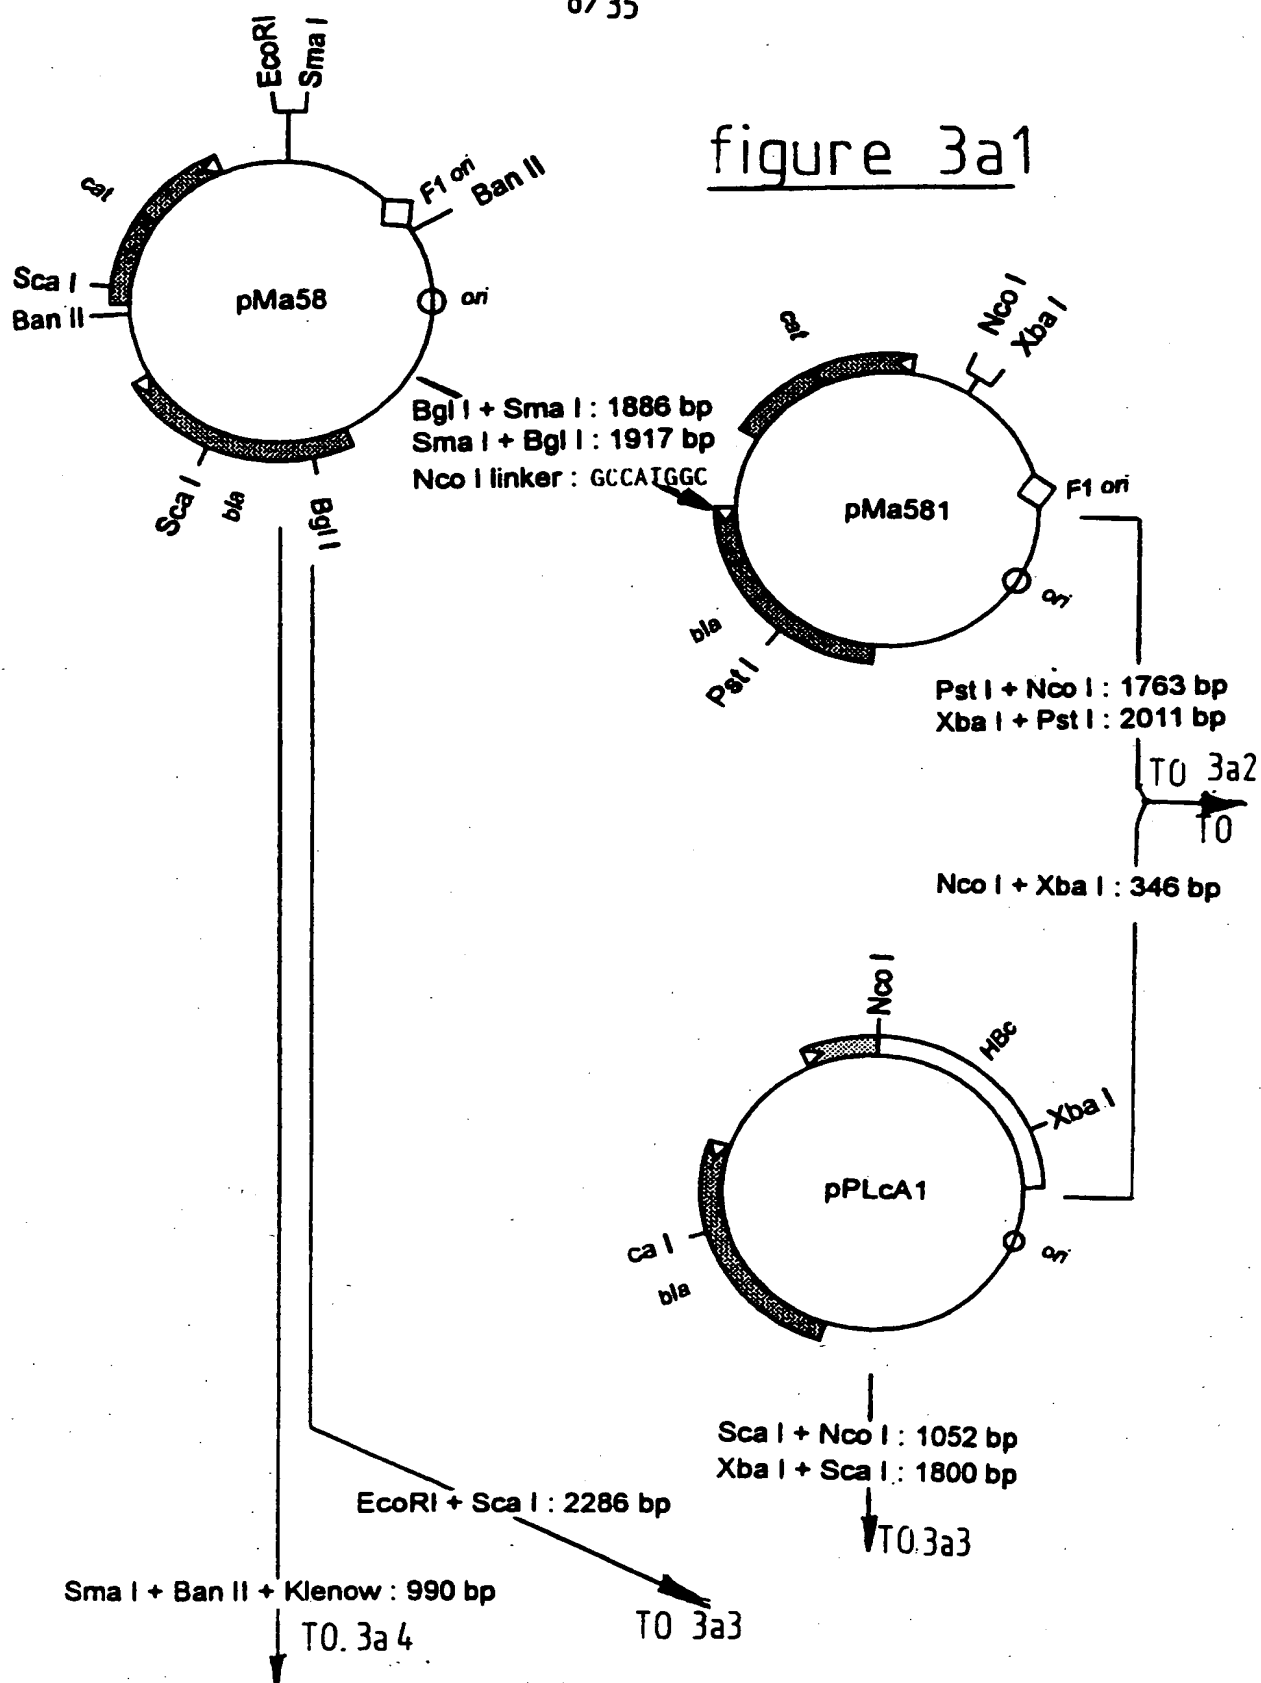 6/35
EcoRI
Sma I
figure 3a1
cat
F1 ori
Ban II
Sca I
Ban II
pMa58
ori
Nco I
Xba I
cat
Bgl I + Sma I : 1886 bp
Sma I + Bgl I : 1917 bp
Nco I linker : GCCATGGC
Sca I
bla
Bgl I
pMa581
F1 ori
ori
bla
Pst I
Pst I + Nco I : 1763 bp
Xba I + Pst I : 2011 bp
TO 3a2
TO
Nco I + Xba I : 346 bp
Nco I
HBc
Xba I
pPLcA1
ca I
bla
ori
Sca I + Nco I : 1052 bp
Xba I + Sca I : 1800 bp
EcoRI + Sca I : 2286 bp
TO.3a3
Sma I + Ban II + Klenow : 990 bp
TO 3a3
TO. 3a4